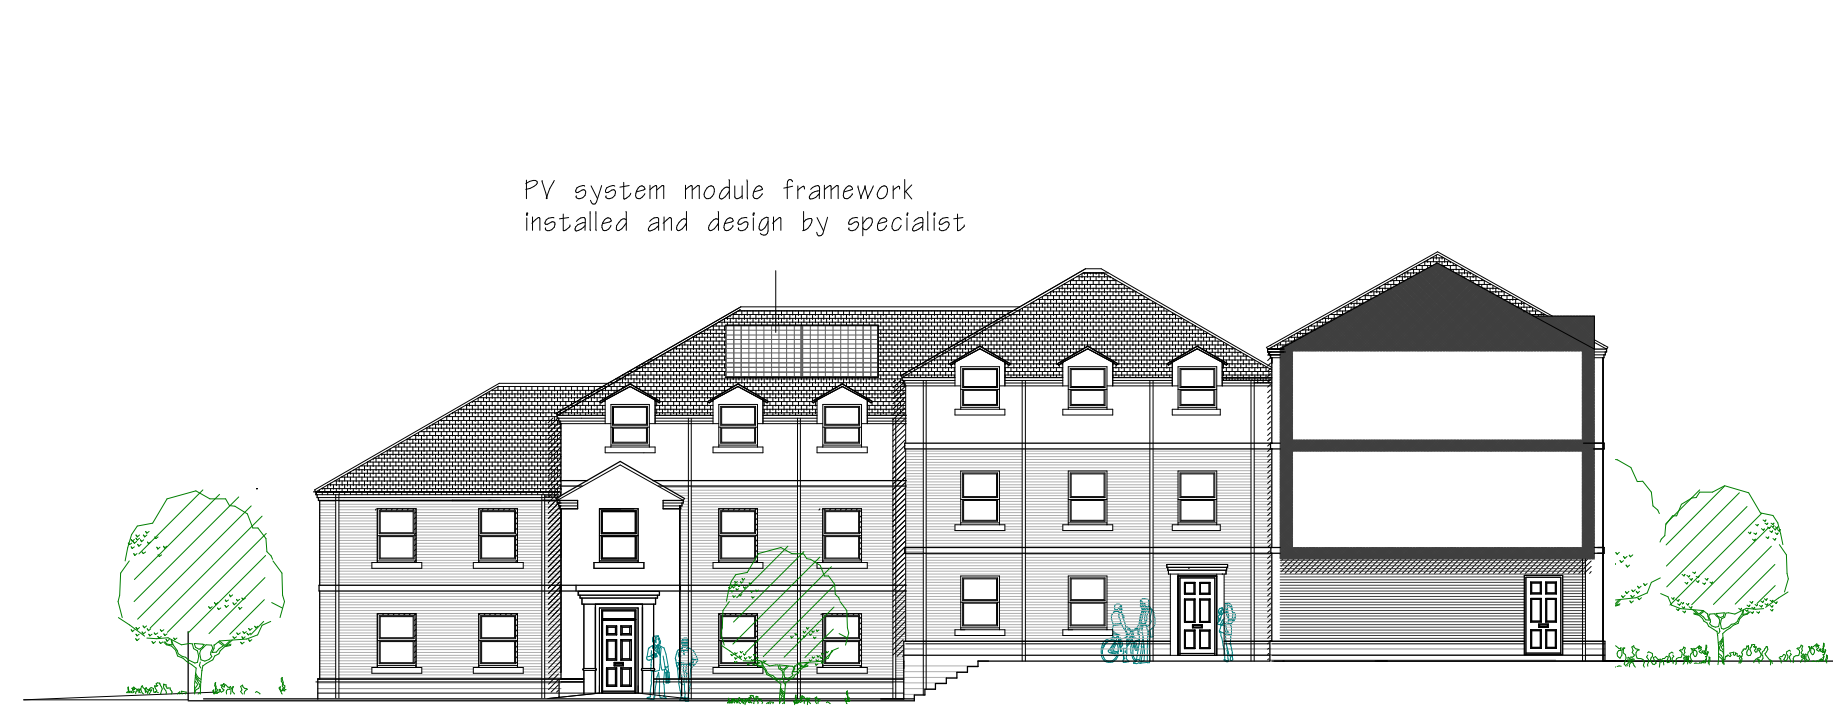 PV system module framework
installed and design by specialist